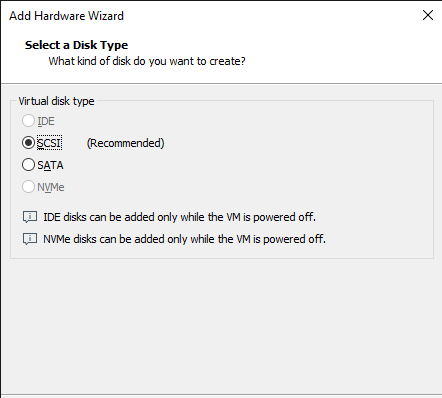 Add Hardware Wizard
Select a Disk Type
What kind of disk do you want to create?
Virtual disk type
IDE
SCSI (Recommended)
SATA
NVMe
IDE disks can be added only while the VM is powered off.
NVMe disks can be added only while the VM is powered off.